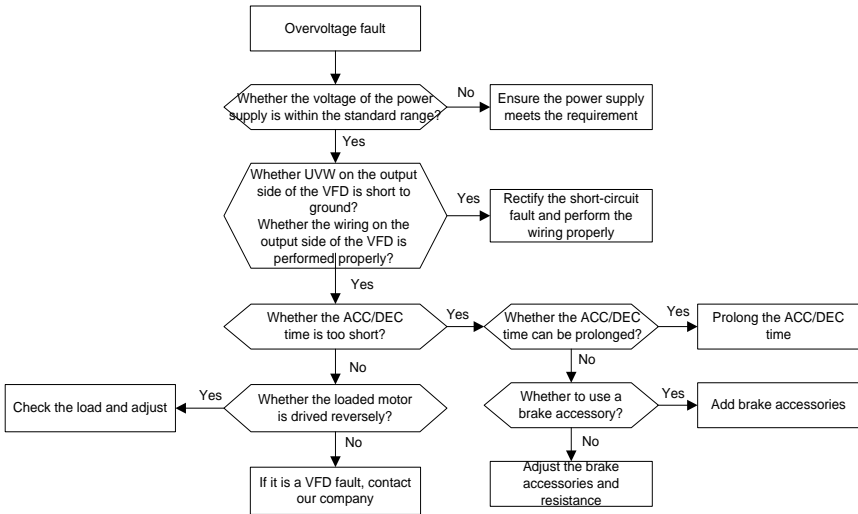 Overvoltage fault
Whether the voltage of the power
supply is within the standard range?
No
Ensure the power supply
meets the requirement
Yes
Whether UVW on the output
side of the VFD is short to
ground?
Whether the wiring on the
output side of the VFD is
performed properly?
Yes
Rectify the short-circuit
fault and perform the
wiring properly
Yes
Whether the ACC/DEC
time is too short?
Yes
Whether the ACC/DEC
time can be prolonged?
Yes
Prolong the ACC/DEC
time
No
No
Check the load and adjust
Yes
Whether the loaded motor
is drived reversely?
Whether to use a
brake accessory?
Yes
Add brake accessories
No
No
If it is a VFD fault, contact
our company
Adjust the brake
accessories and
resistance